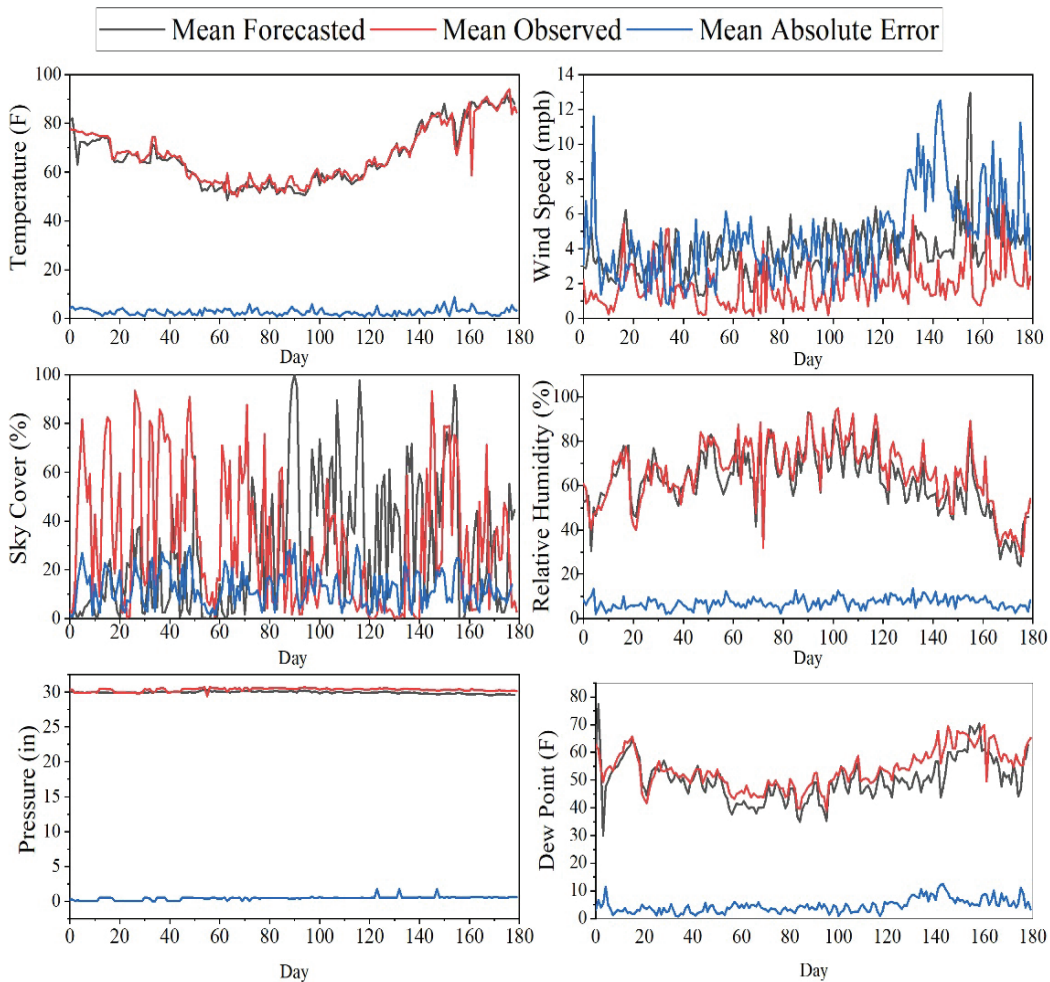 Mean Forecasted Mean Observed Mean Absolute Error
Temperature (F)
100
80
60
40
20
0
0 20 40 60 80 100 120 140 160 180
Day
Wind Speed (mph)
14
12
10
8
6
4
2
0
0 20 40 60 80 100 120 140 160 180
Day
Sky Cover (%)
100
80
60
40
20
0
0 20 40 60 80 100 120 140 160 180
Day
Relative Humidity (%)
100
80
60
40
20
0
0 20 40 60 80 100 120 140 160 180
Day
Pressure (in)
30
25
20
15
10
5
0
0 20 40 60 80 100 120 140 160 180
Day
Dew Point (F)
80
70
60
50
40
30
20
10
0
0 20 40 60 80 100 120 140 160 180
Day